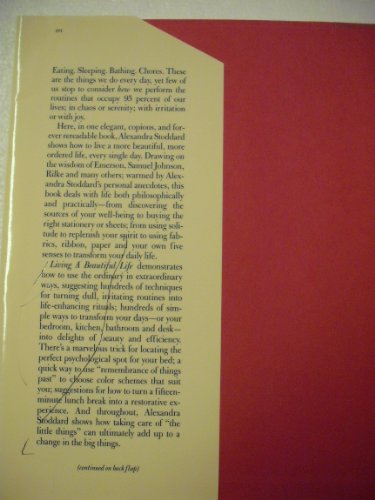 Eating. Sleeping. Bathing. Chores. These
are the things we do every day, yet few of
us stop to consider how we perform the
routines that occupy 95 percent of our
lives; in chaos or serenity; with irritation
or with joy.
Here, in one elegant, copious, and for-
ever rereadable book, Alexandra Stoddard
shows how to live a more beautiful, more
ordered life, every single day. Drawing on
the wisdom of Emerson, Samuel Johnson,
Rilke and many others; warmed by Alex-
andra Stoddard's personal anecdotes, this
book deals with life both philosophically
and practically—from discovering the
sources of your well-being to buying the
right stationery or sheets; from using soli-
tude to replenish your spirit to using fab-
rics, ribbon, paper and your own five
senses to transform your daily life.
Living A Beautiful Life demonstrates
how to use the ordinary in extraordinary
ways, suggesting hundreds of techniques
for turning dull, irritating routines into
life-enhancing rituals; hundreds of sim-
ple ways to transform your days—or your
bedroom, kitchen, bathroom and desk—
into delights of beauty and efficiency.
There's a marvelous trick for locating the
perfect psychological spot for your bed; a
quick way to use "remembrance of things
past" to choose color schemes that suit
you; suggestions for how to turn a fifteen-
minute lunch break into a restorative ex-
perience. And throughout, Alexandra
Stoddard shows how taking care of "the
little things" can ultimately add up to a
change in the big things.
(continued on back flap)